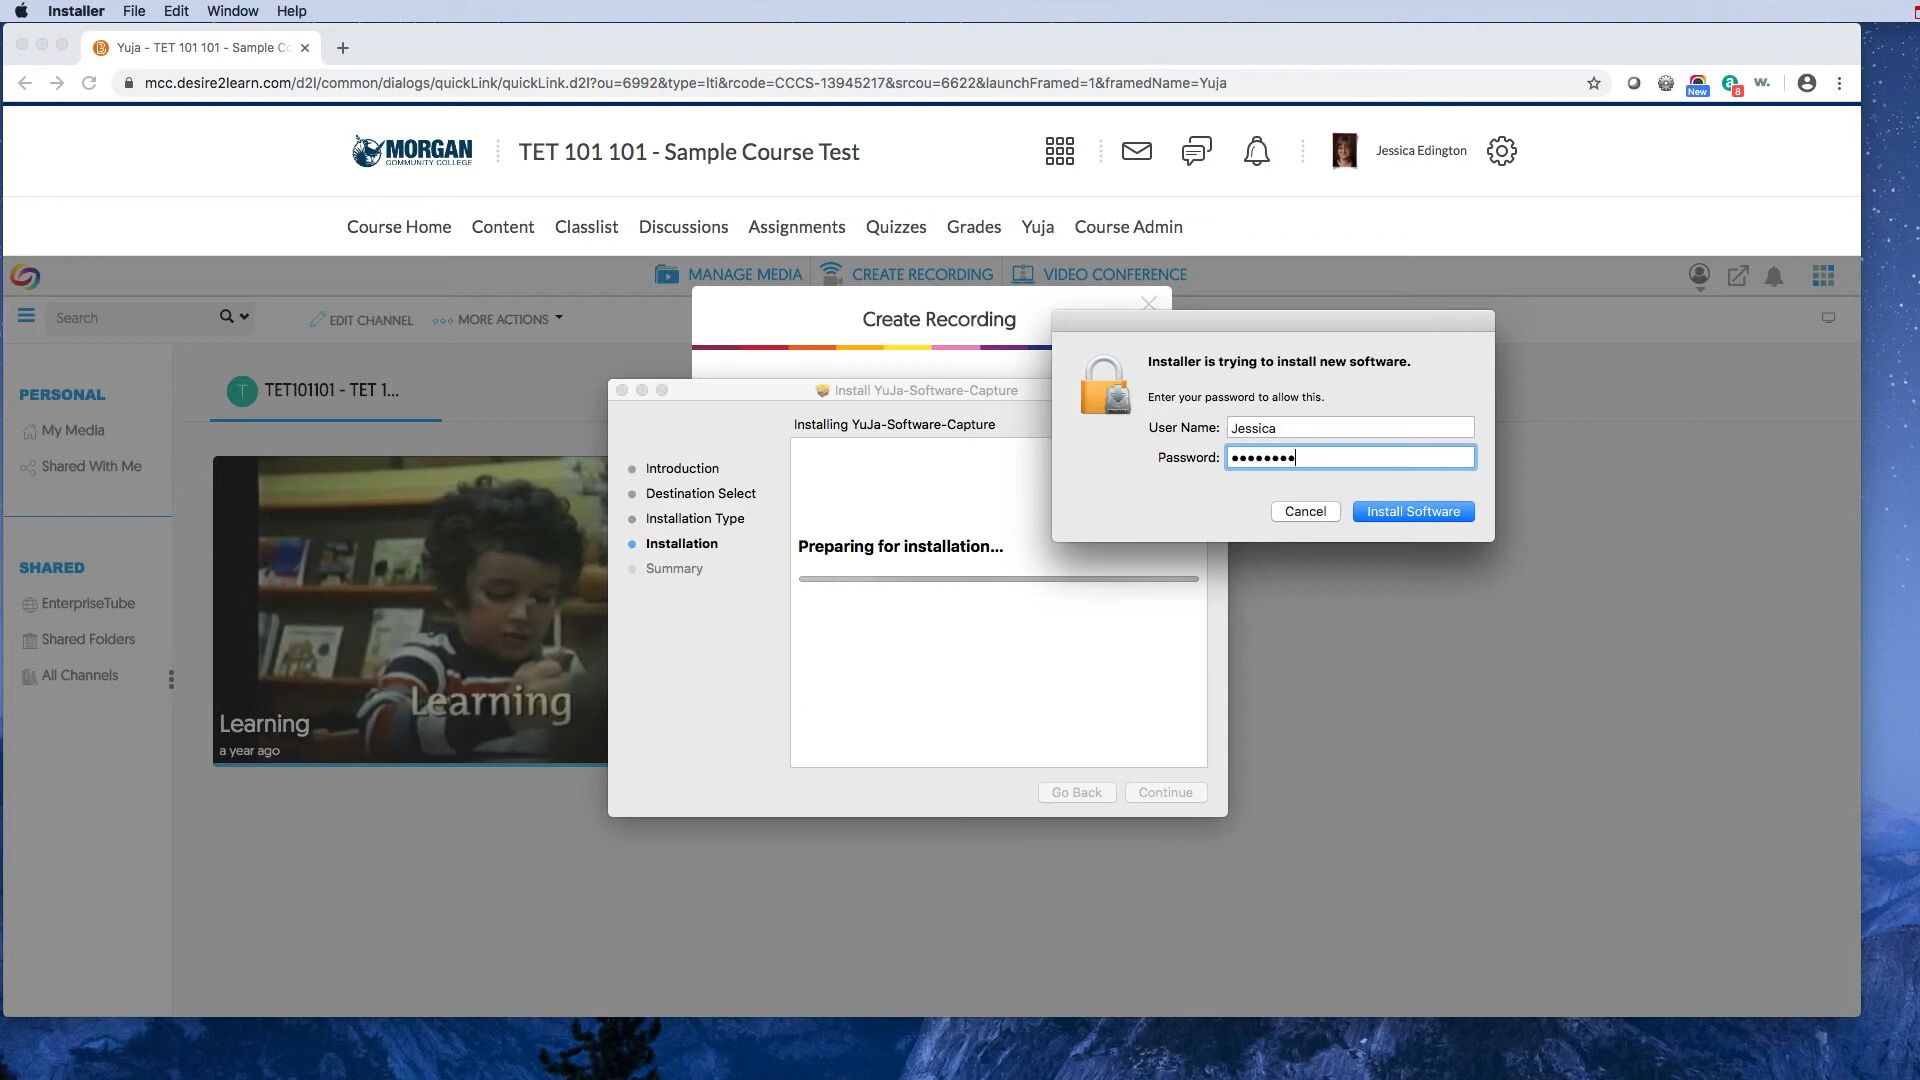 Installer File Edit Window Help
Yuja - TET 101 101 - Sample Co
mcc.desire2learn.com/d2l/common/dialogs/quickLink/quickLink.d2l?ou=6992&type=lti&rcode=CCCS-13945217&srcou=6622&launchFramed=1&framedName=Yuja
New
a 8
w.
MORGAN
COMMUNITY COLLEGE
TET 101 101 - Sample Course Test
Jessica Edington
Course Home Content Classlist Discussions Assignments Quizzes Grades Yuja Course Admin
MANAGE MEDIA CREATE RECORDING VIDEO CONFERENCE
Search
EDIT CHANNEL
MORE ACTIONS
Create Recording
PERSONAL
My Media
Shared With Me
SHARED
EnterpriseTube
Shared Folders
All Channels
T TET101101 - TET 1...
Learning
Learning
a year ago
Install YuJa-Software-Capture
Installing YuJa-Software-Capture
Introduction
Destination Select
Installation Type
Installation
Summary
Preparing for installation...
Go Back Continue
Installer is trying to install new software.
Enter your password to allow this.
User Name: Jessica
Password: ••••••••
Cancel Install Software